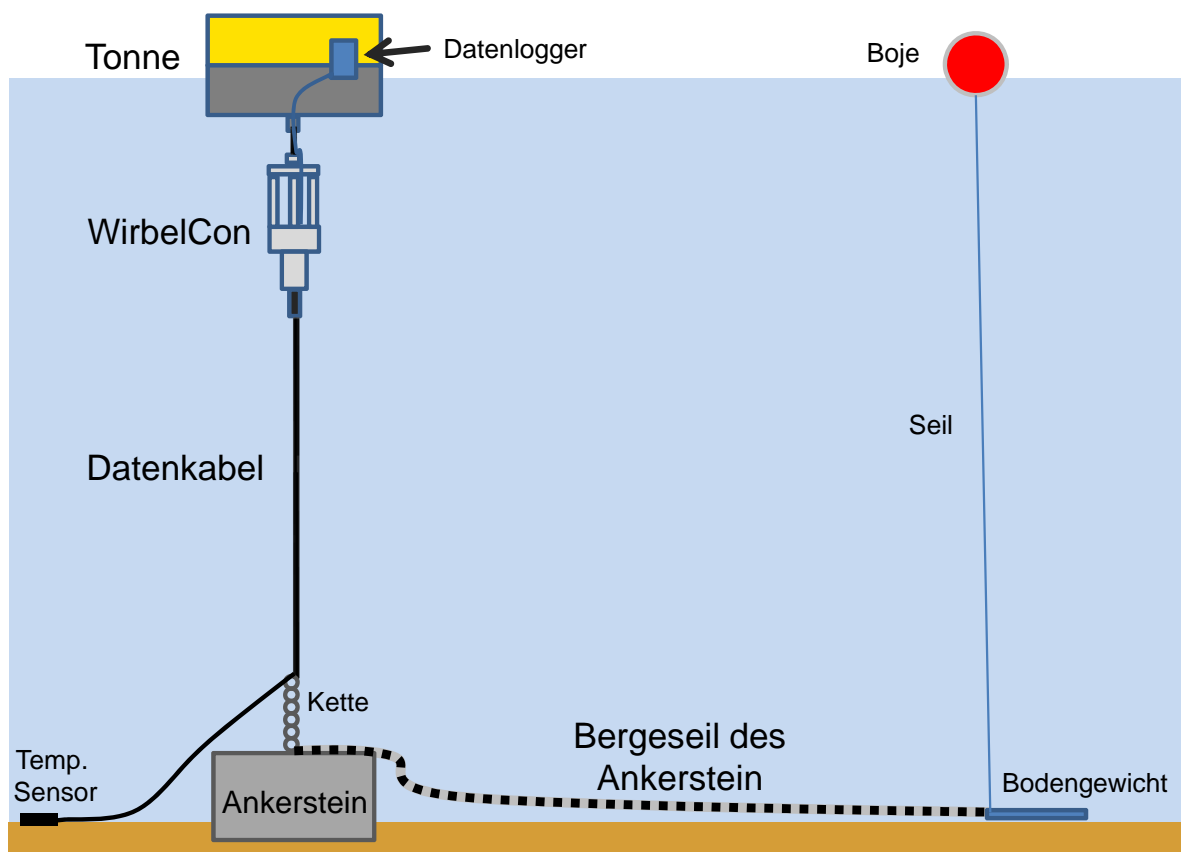 Tonne
Datenlogger
Boje
WirbelCon
Seil
Datenkabel
Kette
Bergeseil des
Ankerstein
Temp.
Sensor
Ankerstein
Bodengewicht